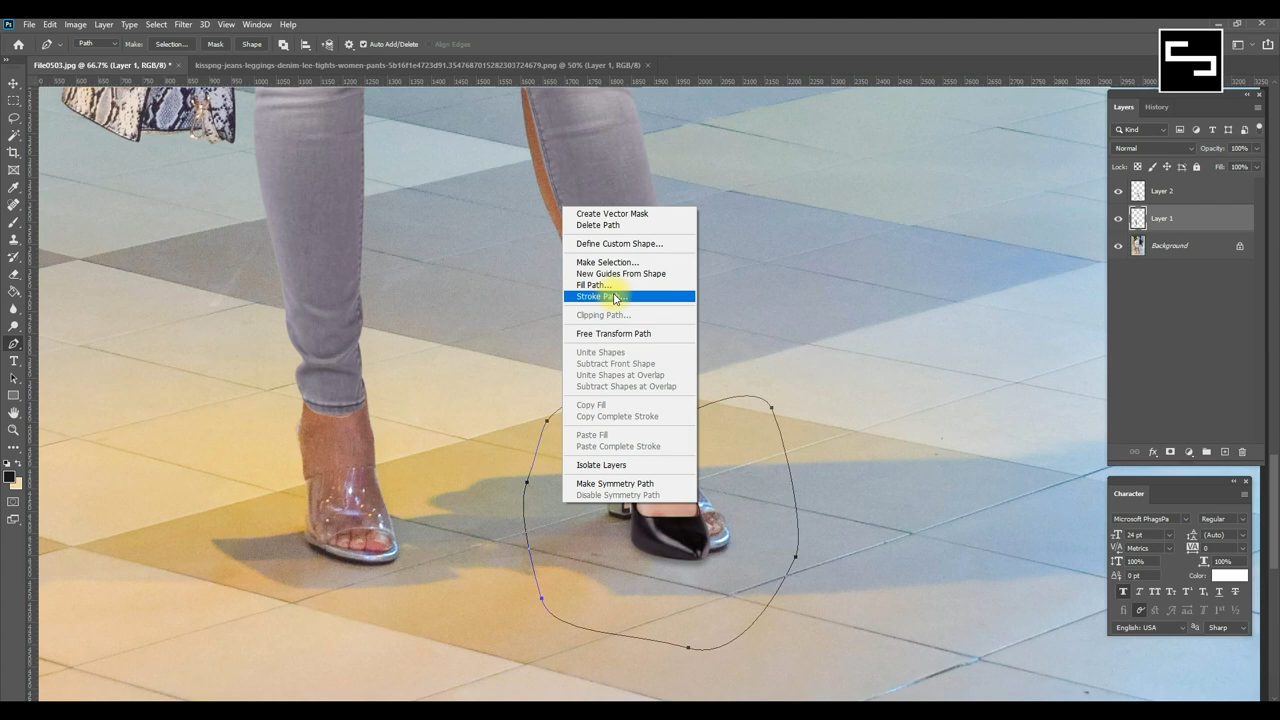 Ps File Edit Image Layer Type Select Filter 3D View Window Help
Path Make: Selection... Mask Shape Auto Add/Delete Align Edges
File0503.jpg @ 66.7% (Layer 1, RGB/8) * × kisspng-jeans-leggings-denim-lee-tights-women-pants-5b16f1e4723d91.3547687015282303724679.png @ 50% (Layer 1, RGB/8) ×
Create Vector Mask
Delete Path
Define Custom Shape...
Make Selection...
New Guides From Shape
Fill Path...
Stroke Path...
Clipping Path...
Free Transform Path
Unite Shapes
Subtract Front Shape
Unite Shapes at Overlap
Subtract Shapes at Overlap
Copy Fill
Copy Complete Stroke
Paste Fill
Paste Complete Stroke
Isolate Layers
Make Symmetry Path
Disable Symmetry Path
Layers History
Kind
Normal Opacity: 100%
Lock: Fill: 100%
Layer 2
Layer 1
Background
fx
Character
Microsoft PhagsPa Regular
24 pt (Auto)
Metrics 0
100% 100%
0 pt Color:
English: USA Sharp